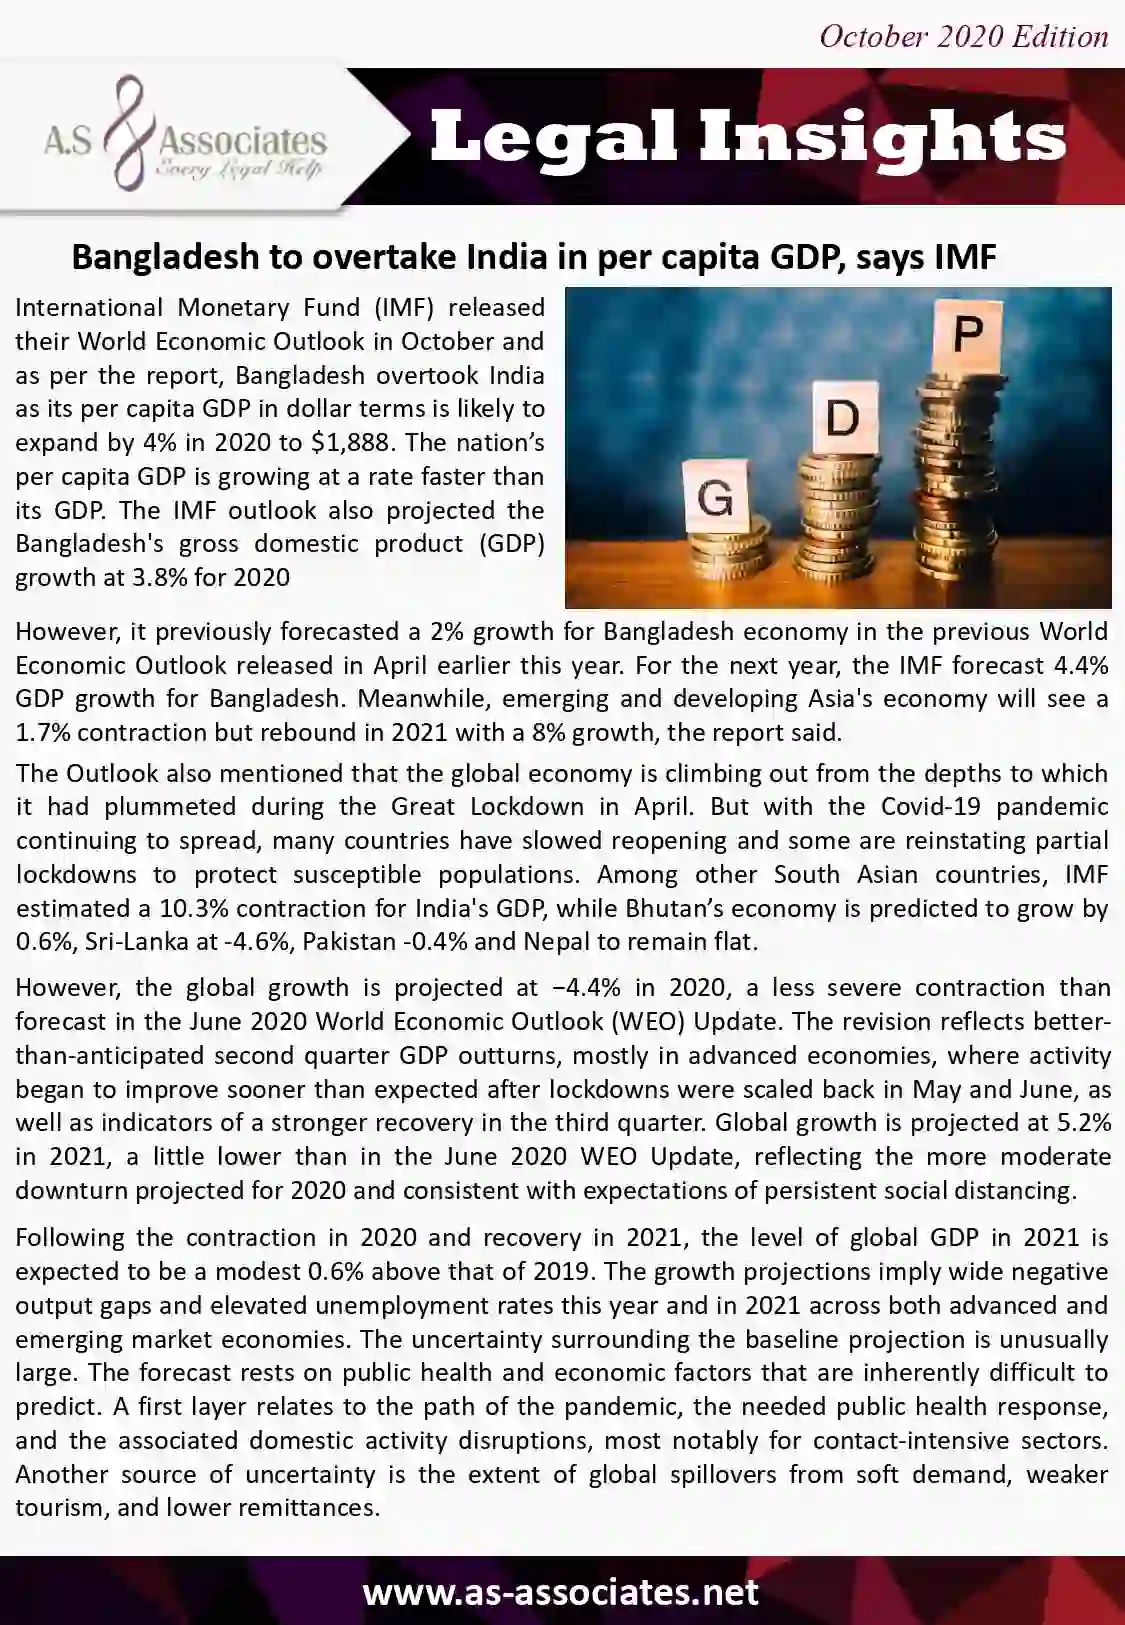 October 2020 Edition
A.S & Associates
Every Legal Help
Legal Insights
Bangladesh to overtake India in per capita GDP, says IMF
International Monetary Fund (IMF) released
their World Economic Outlook in October and
as per the report, Bangladesh overtook India
as its per capita GDP in dollar terms is likely to
expand by 4% in 2020 to $1,888. The nation’s
per capita GDP is growing at a rate faster than
its GDP. The IMF outlook also projected the
Bangladesh's gross domestic product (GDP)
growth at 3.8% for 2020
G D P
However, it previously forecasted a 2% growth for Bangladesh economy in the previous World
Economic Outlook released in April earlier this year. For the next year, the IMF forecast 4.4%
GDP growth for Bangladesh. Meanwhile, emerging and developing Asia's economy will see a
1.7% contraction but rebound in 2021 with a 8% growth, the report said.
The Outlook also mentioned that the global economy is climbing out from the depths to which
it had plummeted during the Great Lockdown in April. But with the Covid-19 pandemic
continuing to spread, many countries have slowed reopening and some are reinstating partial
lockdowns to protect susceptible populations. Among other South Asian countries, IMF
estimated a 10.3% contraction for India's GDP, while Bhutan’s economy is predicted to grow by
0.6%, Sri-Lanka at -4.6%, Pakistan -0.4% and Nepal to remain flat.
However, the global growth is projected at −4.4% in 2020, a less severe contraction than
forecast in the June 2020 World Economic Outlook (WEO) Update. The revision reflects better-
than-anticipated second quarter GDP outturns, mostly in advanced economies, where activity
began to improve sooner than expected after lockdowns were scaled back in May and June, as
well as indicators of a stronger recovery in the third quarter. Global growth is projected at 5.2%
in 2021, a little lower than in the June 2020 WEO Update, reflecting the more moderate
downturn projected for 2020 and consistent with expectations of persistent social distancing.
Following the contraction in 2020 and recovery in 2021, the level of global GDP in 2021 is
expected to be a modest 0.6% above that of 2019. The growth projections imply wide negative
output gaps and elevated unemployment rates this year and in 2021 across both advanced and
emerging market economies. The uncertainty surrounding the baseline projection is unusually
large. The forecast rests on public health and economic factors that are inherently difficult to
predict. A first layer relates to the path of the pandemic, the needed public health response,
and the associated domestic activity disruptions, most notably for contact-intensive sectors.
Another source of uncertainty is the extent of global spillovers from soft demand, weaker
tourism, and lower remittances.
www.as-associates.net